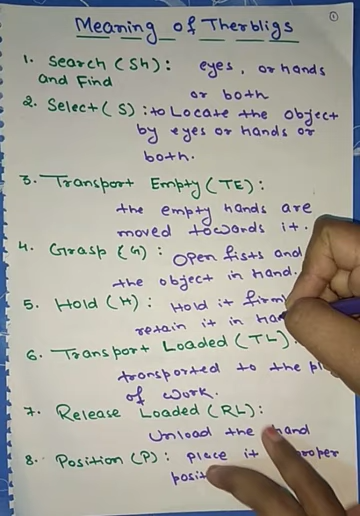 Meaning of Therbligs
1
1. Search (Sh): eyes, or hands
and Find or both
2. Select (S): to Locate the object
by eyes or hands or
both.
3. Transport Empty (TE):
the empty hands are
moved towards it.
4. Grasp (G): Open fists and
the object in hand.
5. Hold (H): Hold it
retain it in
6. Transport Loaded (TL)
transported to the
of work.
7. Release Loaded (RL):
Unload the hand
8. Position (P): place it